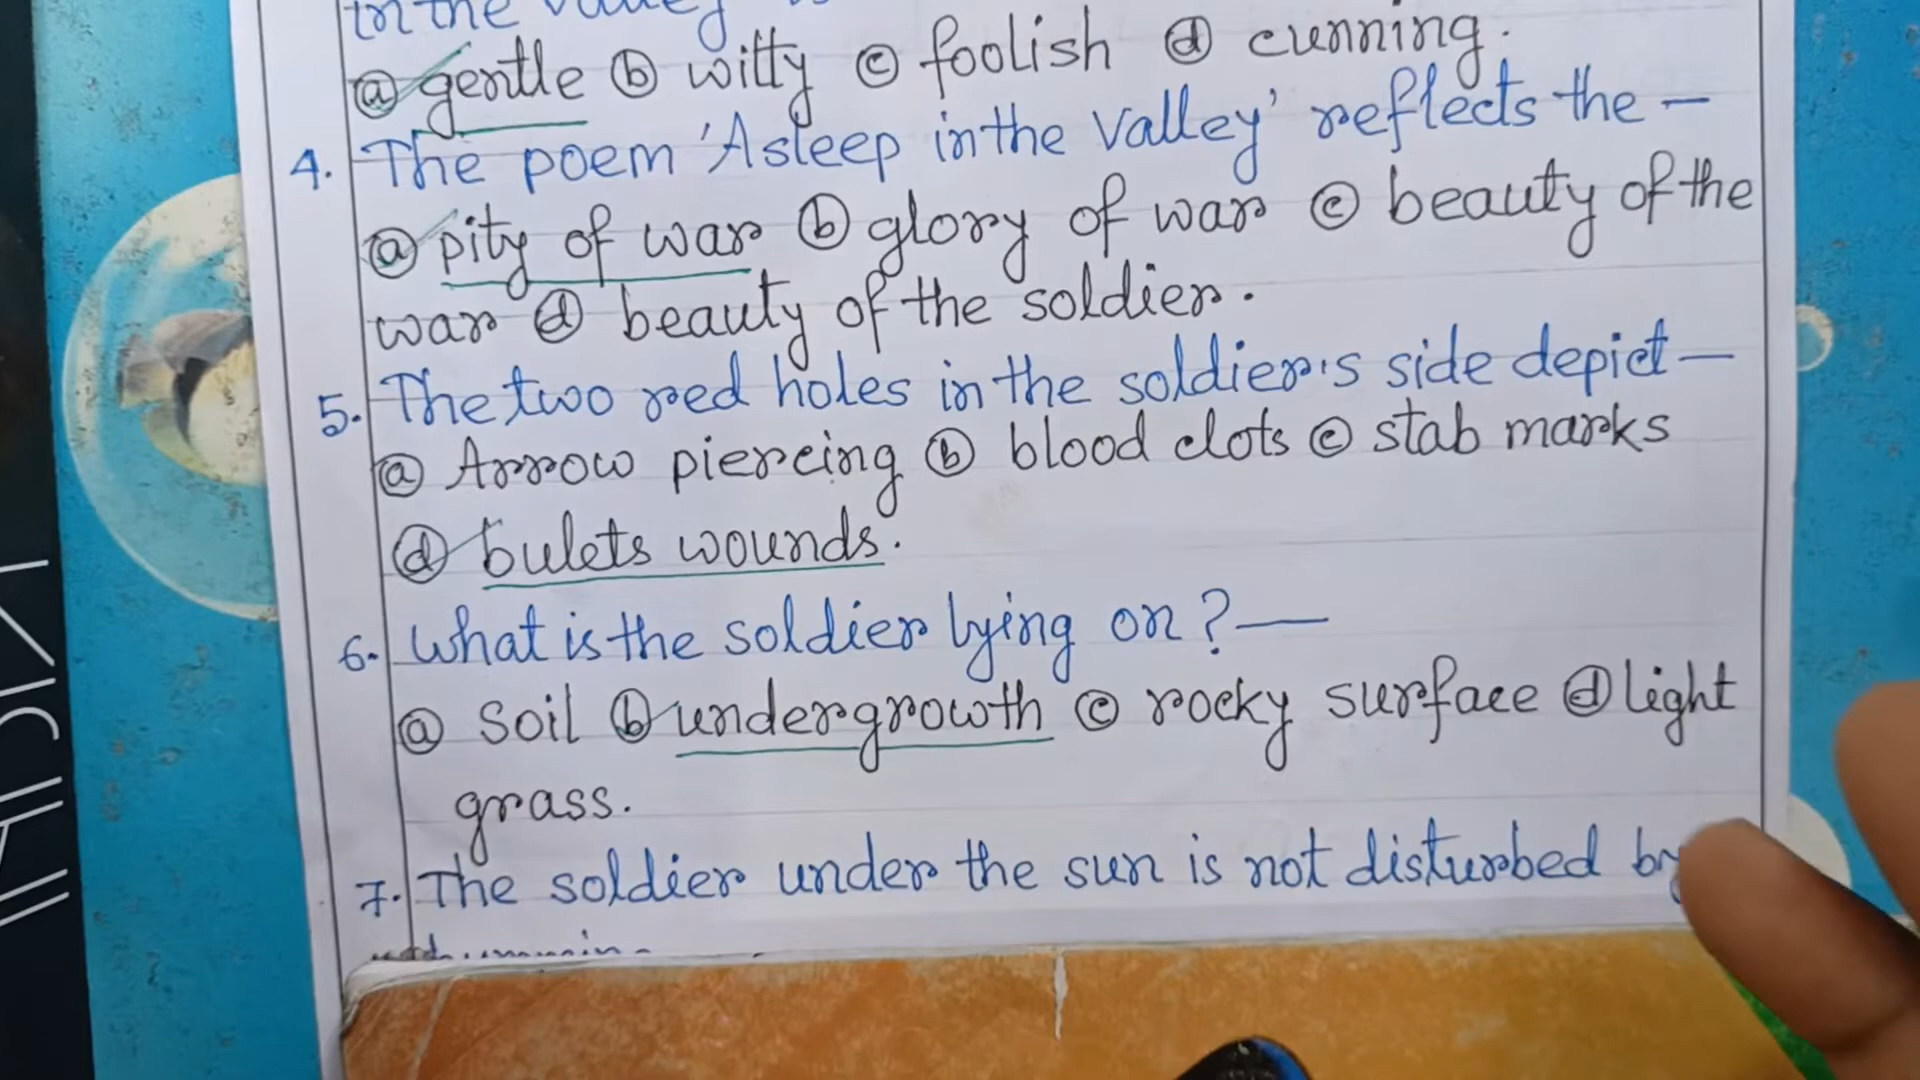 in the valley
ⓐ gentle ⓑ witty ⓒ foolish ⓓ cunning.
4. The poem 'Asleep in the Valley' reflects the —
ⓐ pity of war ⓑ glory of war ⓒ beauty of the
war ⓓ beauty of the soldier.
5. The two red holes in the soldier's side depict —
ⓐ Arrow piercing ⓑ blood clots ⓒ stab marks
ⓓ bulets wounds.
6. What is the soldier lying on? —
ⓐ soil ⓑ undergrowth ⓒ rocky surface ⓓ light
grass.
7. The soldier under the sun is not disturbed by